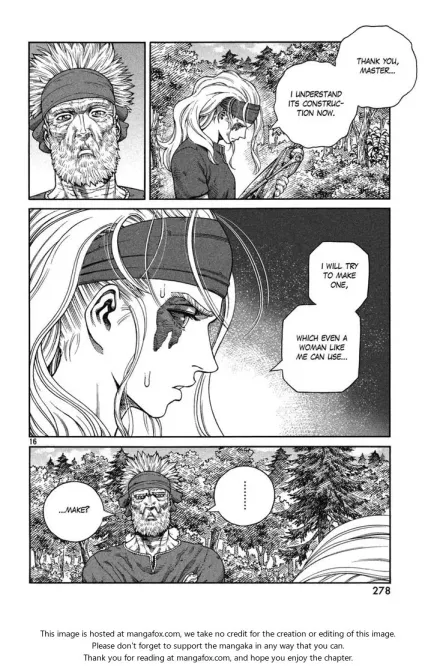 THANK YOU,
MASTER...
I UNDERSTAND
ITS CONSTRUC-
TION NOW.
I WILL TRY
TO MAKE
ONE,
WHICH EVEN A
WOMAN LIKE
ME CAN USE...
16
.........
...MAKE?
278
This image is hosted at mangafox.com, we take no credit for the creation or editing of this image.
Please don't forget to support the mangaka in any way that you can.
Thank you for reading at mangafox.com, and hope you enjoy the chapter.